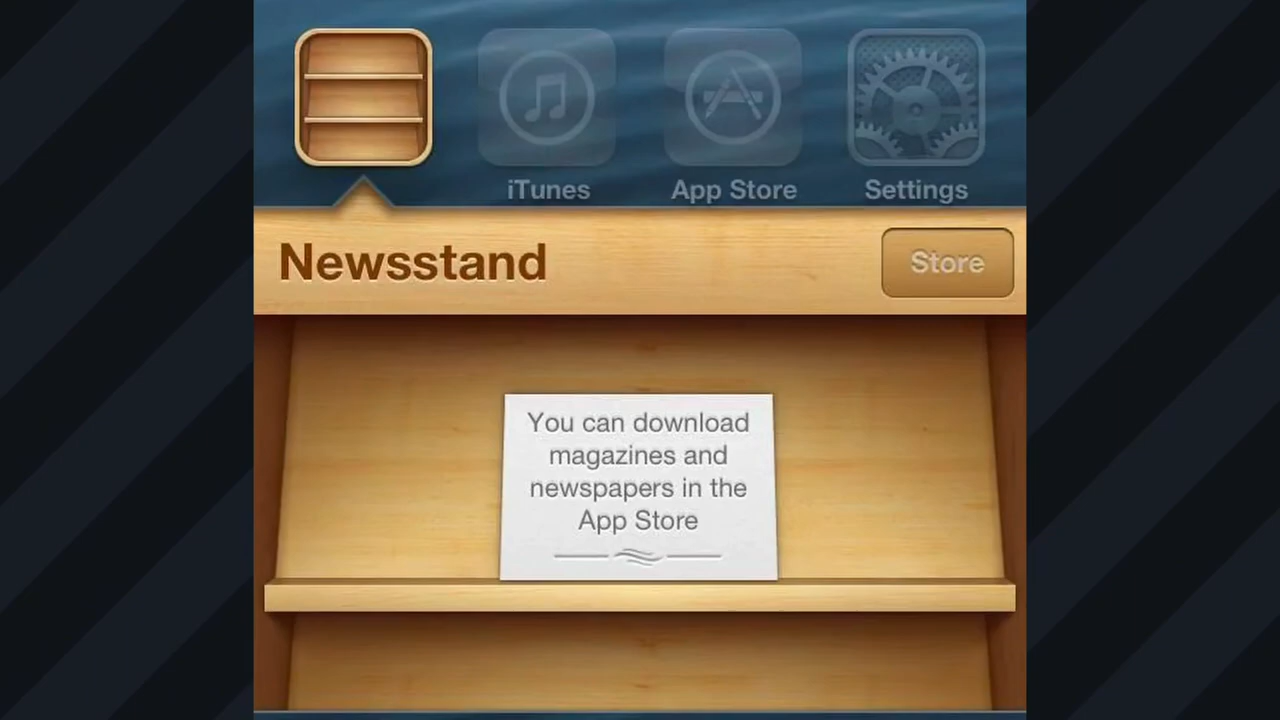 iTunes
App Store
Settings
Newsstand
Store
You can download
magazines and
newspapers in the
App Store